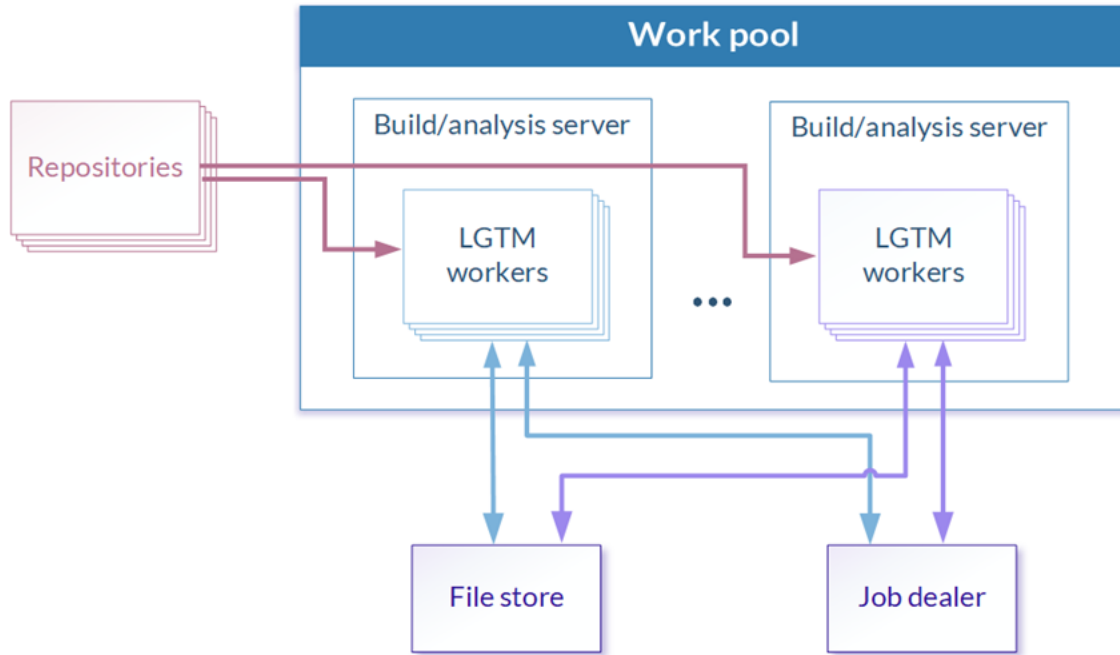 Work pool
Repositories
Build/analysis server
LGTM
workers
...
Build/analysis server
LGTM
workers
File store
Job dealer